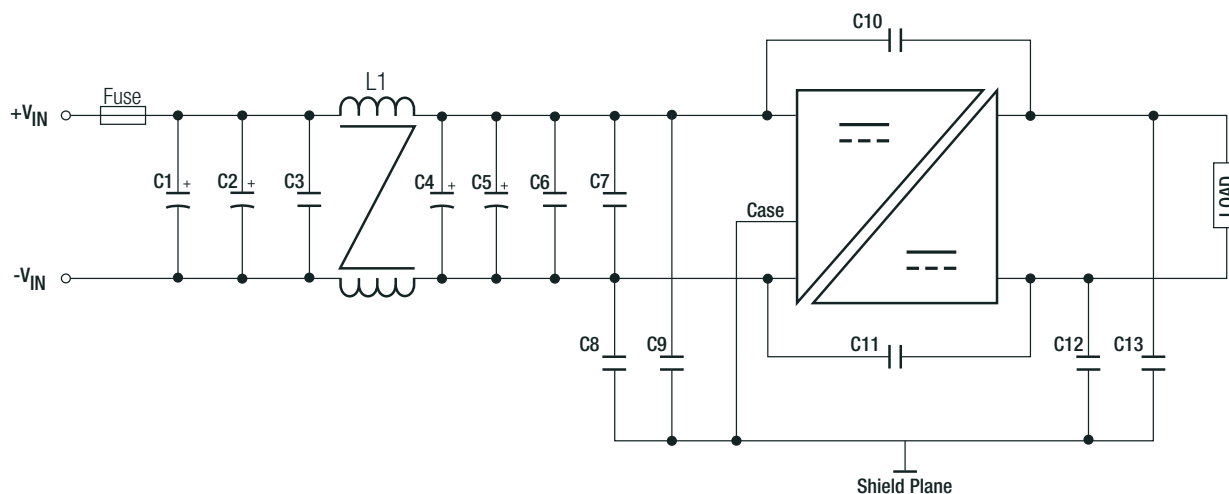 C10
Fuse
L1
+VIN
C1 +
C2 +
C3
C4 +
C5 +
C6
C7
Case
LOAD
-VIN
C8
C9
C11
C12
C13
Shield Plane